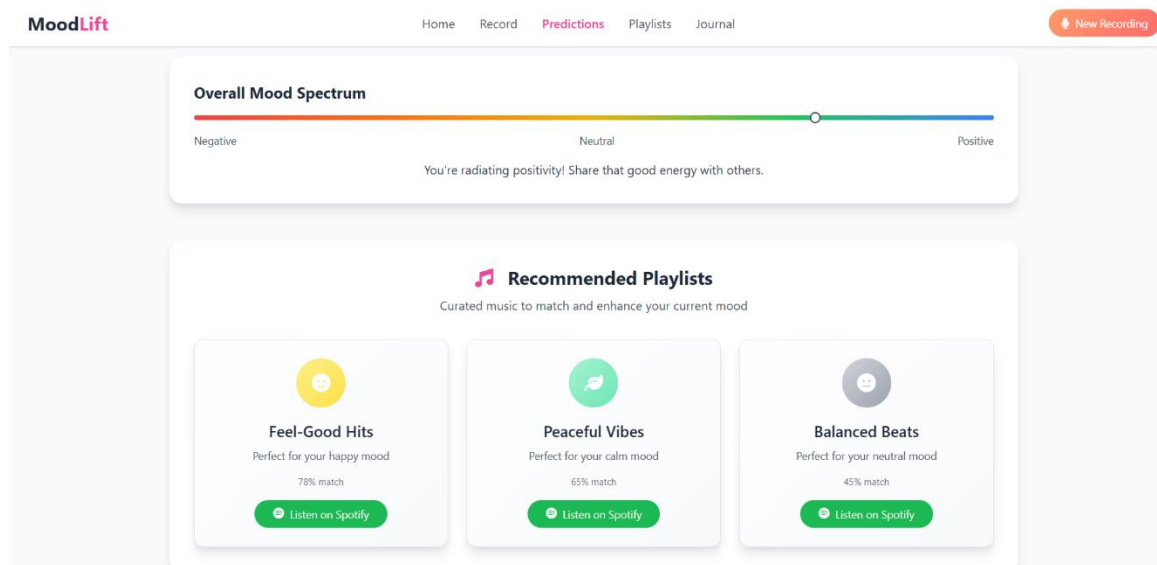 MoodLift
Home Record Predictions Playlists Journal
New Recording
Overall Mood Spectrum
Negative Neutral Positive
You're radiating positivity! Share that good energy with others.
Recommended Playlists
Curated music to match and enhance your current mood
Feel-Good Hits
Perfect for your happy mood
78% match
Listen on Spotify
Peaceful Vibes
Perfect for your calm mood
65% match
Listen on Spotify
Balanced Beats
Perfect for your neutral mood
45% match
Listen on Spotify